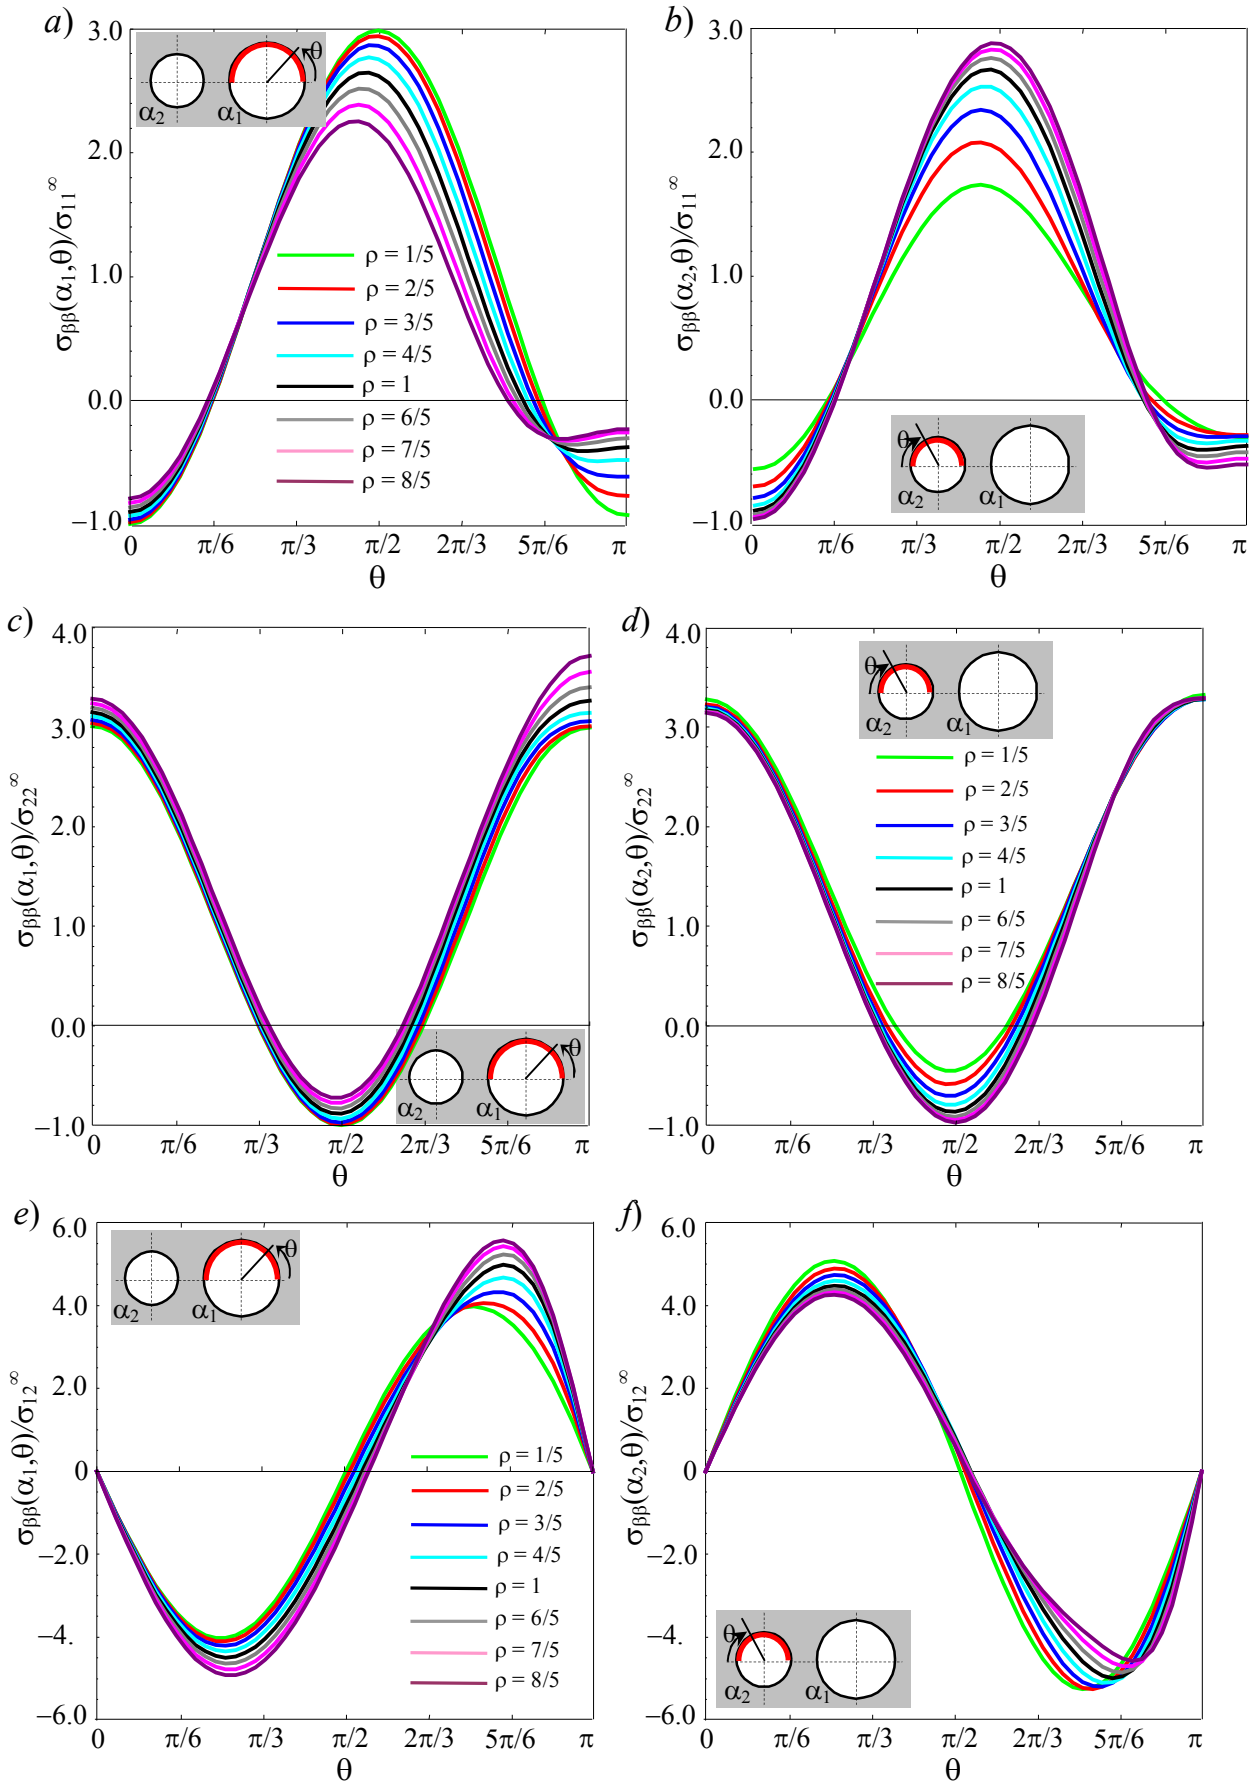 a)
3.0
2.0
1.0
0.0
−1.0
σββ(α1,θ)/σ11∞
α2 α1 θ
ρ = 1/5
ρ = 2/5
ρ = 3/5
ρ = 4/5
ρ = 1
ρ = 6/5
ρ = 7/5
ρ = 8/5
0 π/6 π/3 π/2 2π/3 5π/6 π
θ
b)
3.0
2.0
1.0
0.0
−1.0
σββ(α2,θ)/σ11∞
θ α2 α1
0 π/6 π/3 π/2 2π/3 5π/6 π
θ
c)
4.0
3.0
2.0
1.0
0.0
−1.0
σββ(α1,θ)/σ22∞
α2 α1 θ
0 π/6 π/3 π/2 2π/3 5π/6 π
θ
d)
4.0
3.0
2.0
1.0
0.0
−1.0
σββ(α2,θ)/σ22∞
θ α2 α1
ρ = 1/5
ρ = 2/5
ρ = 3/5
ρ = 4/5
ρ = 1
ρ = 6/5
ρ = 7/5
ρ = 8/5
0 π/6 π/3 π/2 2π/3 5π/6 π
θ
e)
6.0
4.0
2.0
0
−2.0
−4.
−6.0
σββ(α1,θ)/σ12∞
α2 α1 θ
ρ = 1/5
ρ = 2/5
ρ = 3/5
ρ = 4/5
ρ = 1
ρ = 6/5
ρ = 7/5
ρ = 8/5
0 π/6 π/3 π/2 2π/3 5π/6 π
θ
f)
6.0
4.0
2.0
0
−2.0
−4.
−6.0
σββ(α2,θ)/σ12∞
θ α2 α1
0 π/6 π/3 π/2 2π/3 5π/6 π
θ